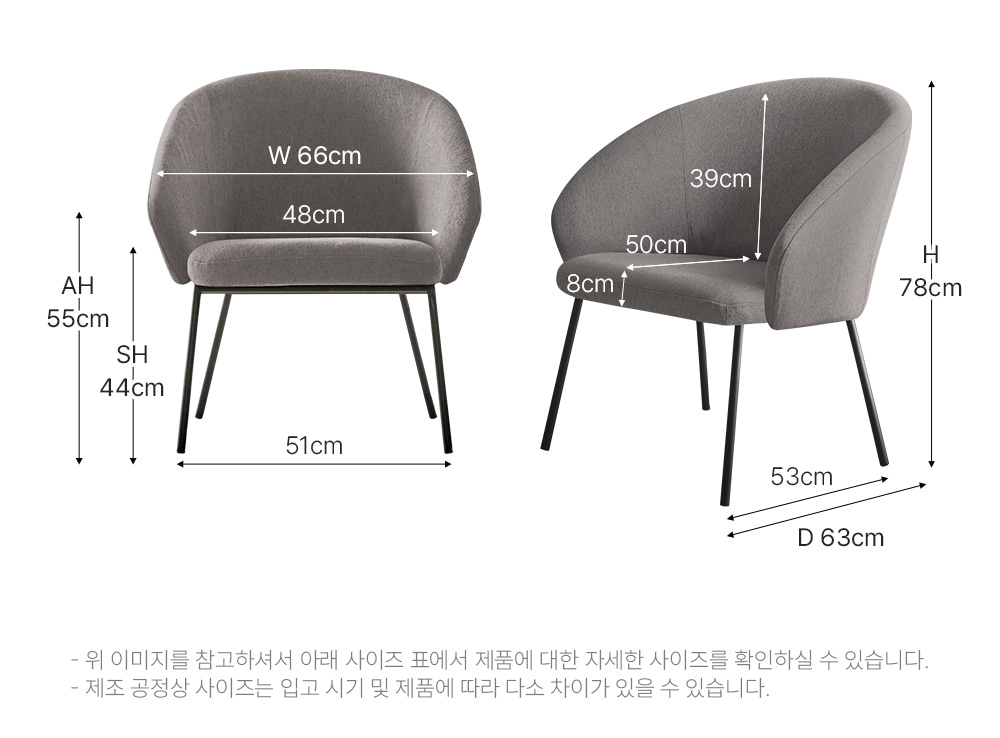 W 66cm
48cm
AH
55cm
SH
44cm
51cm
39cm
50cm
8cm
H
78cm
53cm
D 63cm
- 위 이미지를 참고하셔서 아래 사이즈 표에서 제품에 대한 자세한 사이즈를 확인하실 수 있습니다.
- 제조 공정상 사이즈는 입고 시기 및 제품에 따라 다소 차이가 있을 수 있습니다.